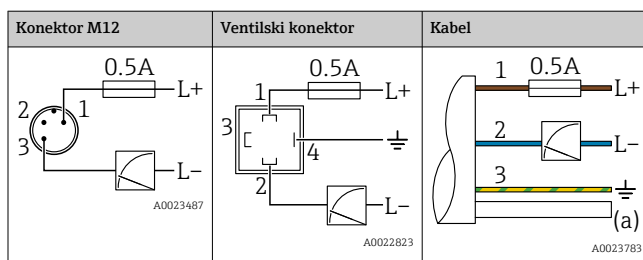 Konektor M12
Ventilski konektor
Kabel
0.5A
L+
2
1
3
L–
A0023487
0.5A
1
L+
3
4
2
L–
A0022823
1
0.5A
L+
2
L–
3
(a)
A0023783